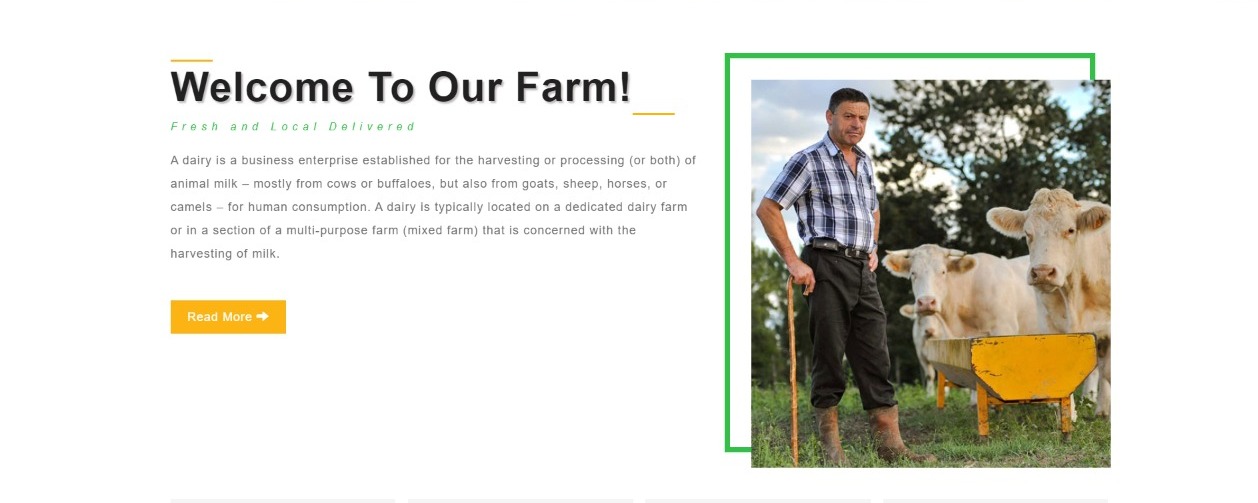 Welcome To Our Farm!
Fresh and Local Delivered
A dairy is a business enterprise established for the harvesting or processing (or both) of
animal milk – mostly from cows or buffaloes, but also from goats, sheep, horses, or
camels – for human consumption. A dairy is typically located on a dedicated dairy farm
or in a section of a multi-purpose farm (mixed farm) that is concerned with the
harvesting of milk.
Read More